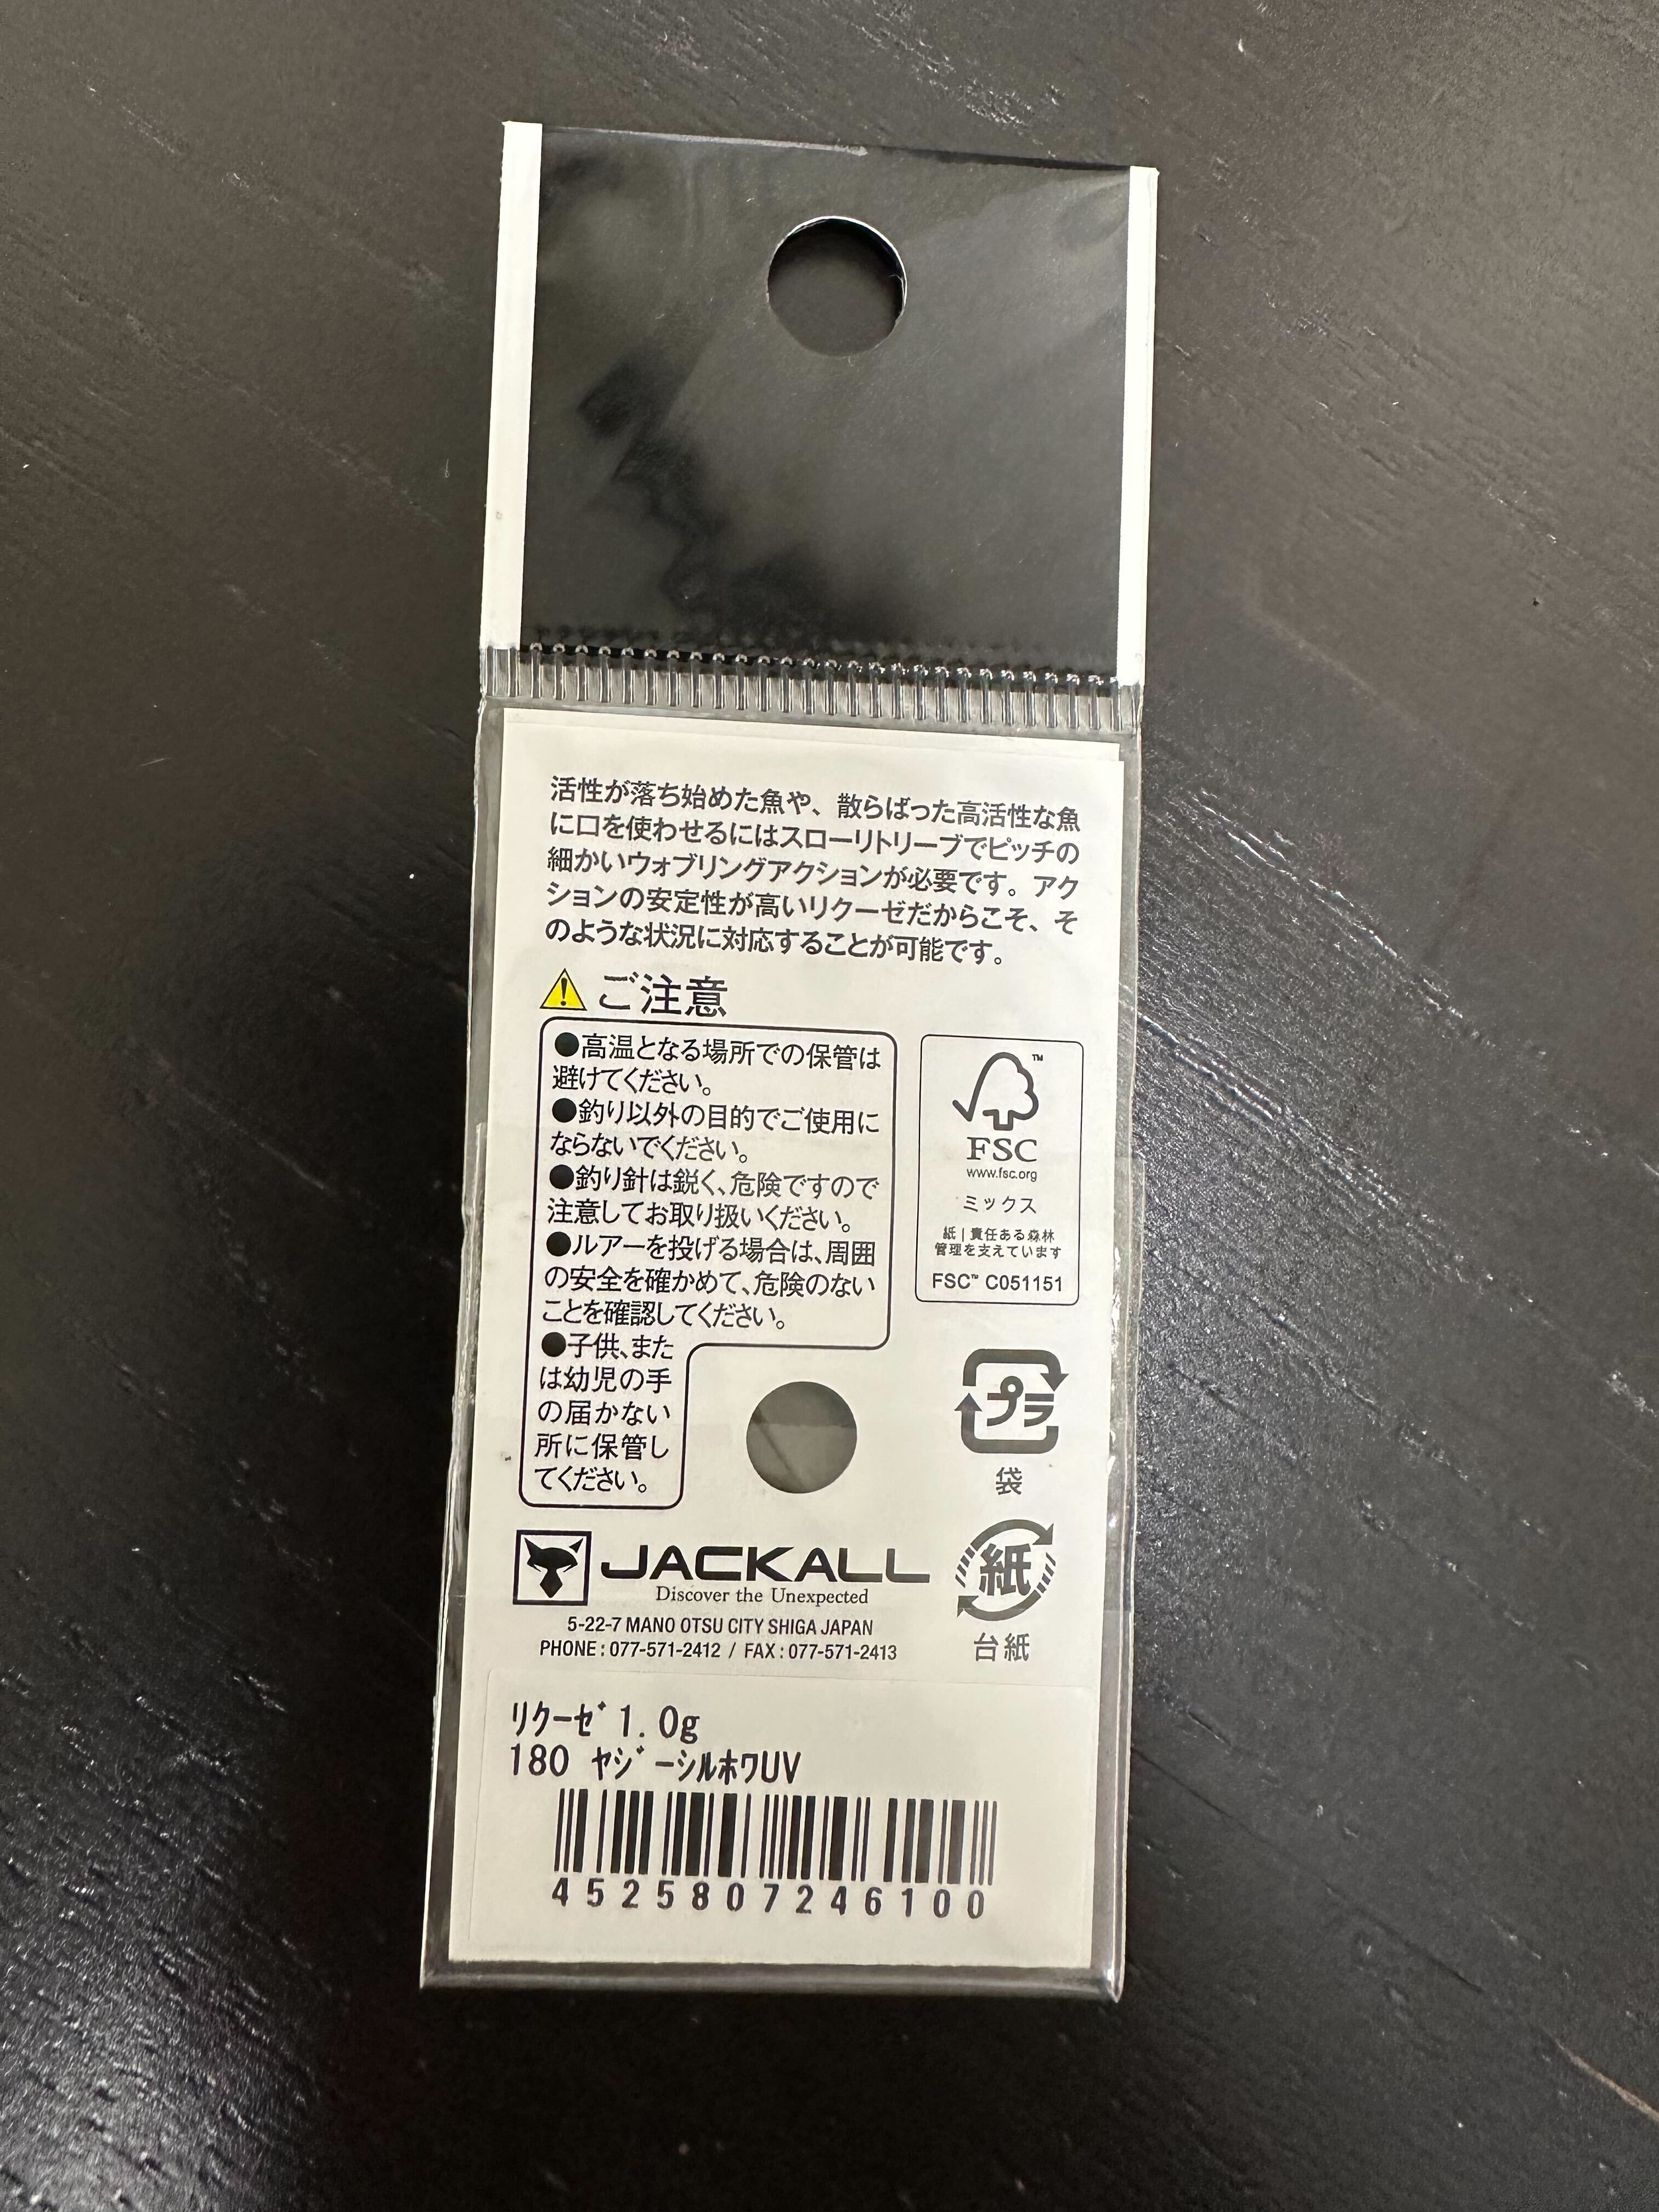 活性が落ち始めた魚や、散らばった高活性な魚
に口を使わせるにはスローリトリーブでピッチの
細かいウォブリングアクションが必要です。アク
ションの安定性が高いリクーゼだからこそ、そ
のような状況に対応することが可能です。
ご注意
●高温となる場所での保管は
避けてください。
●釣り以外の目的でご使用に
ならないでください。
●釣り針は鋭く、危険ですので
注意してお取り扱いください。
●ルアーを投げる場合は、周囲
の安全を確かめて、危険のない
ことを確認してください。
●子供、また
は幼児の手
の届かない
所に保管し
てください。
TM
FSC
www.fsc.org
ミックス
紙 | 責任ある森林
管理を支えています
FSC™ C051151
プラ
袋
紙
台紙
JACKALL
Discover the Unexpected
5-22-7 MANO OTSU CITY SHIGA JAPAN
PHONE : 077-571-2412 / FAX : 077-571-2413
ﾘｸｰｾﾞ 1.0g
180 ﾔｼﾞｰｼﾙﾎﾜUV
4525807246100